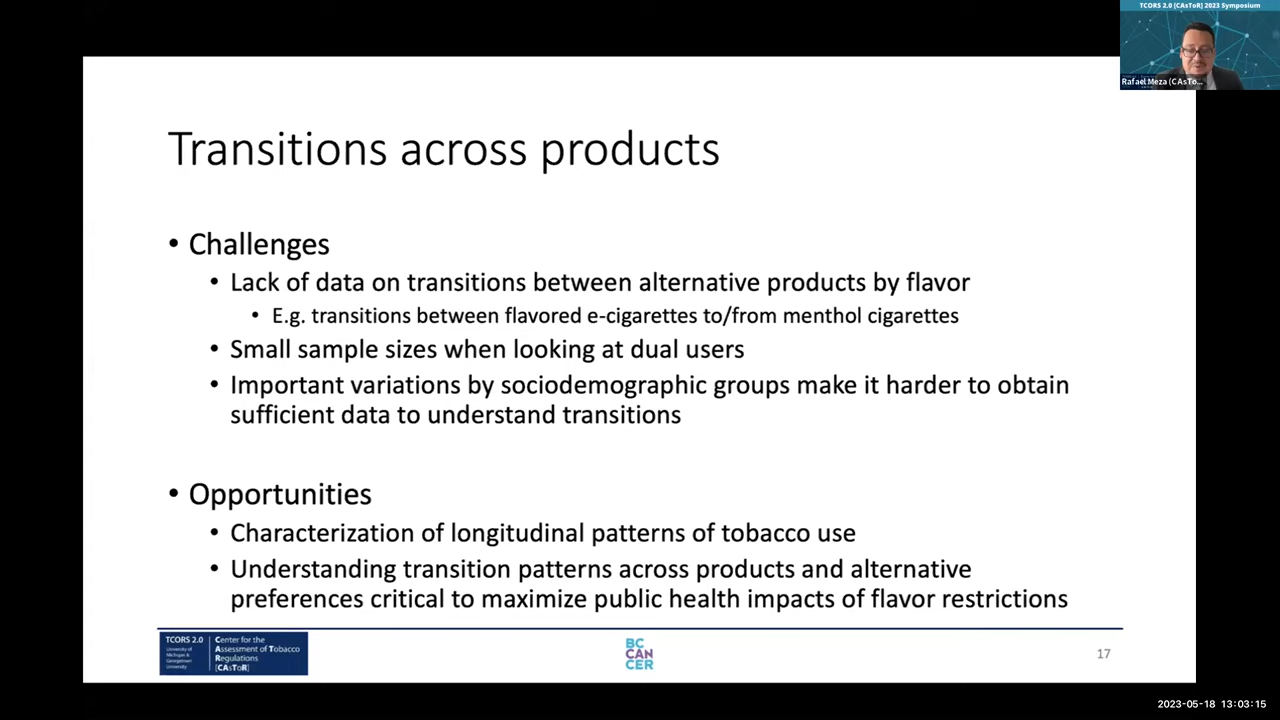 TCORS 2.0 [CAsToR] 2023 Symposium
Rafael Meza (CAsTo...
Transitions across products
• Challenges
• Lack of data on transitions between alternative products by flavor
• E.g. transitions between flavored e-cigarettes to/from menthol cigarettes
• Small sample sizes when looking at dual users
• Important variations by sociodemographic groups make it harder to obtain
sufficient data to understand transitions
• Opportunities
• Characterization of longitudinal patterns of tobacco use
• Understanding transition patterns across products and alternative
preferences critical to maximize public health impacts of flavor restrictions
TCORS 2.0
University of
Michigan &
Georgetown
University
Center for the
Assessment of Tobacco
Regulations
[CAsToR]
BC
CAN
CER
17
2023-05-18 13:03:15